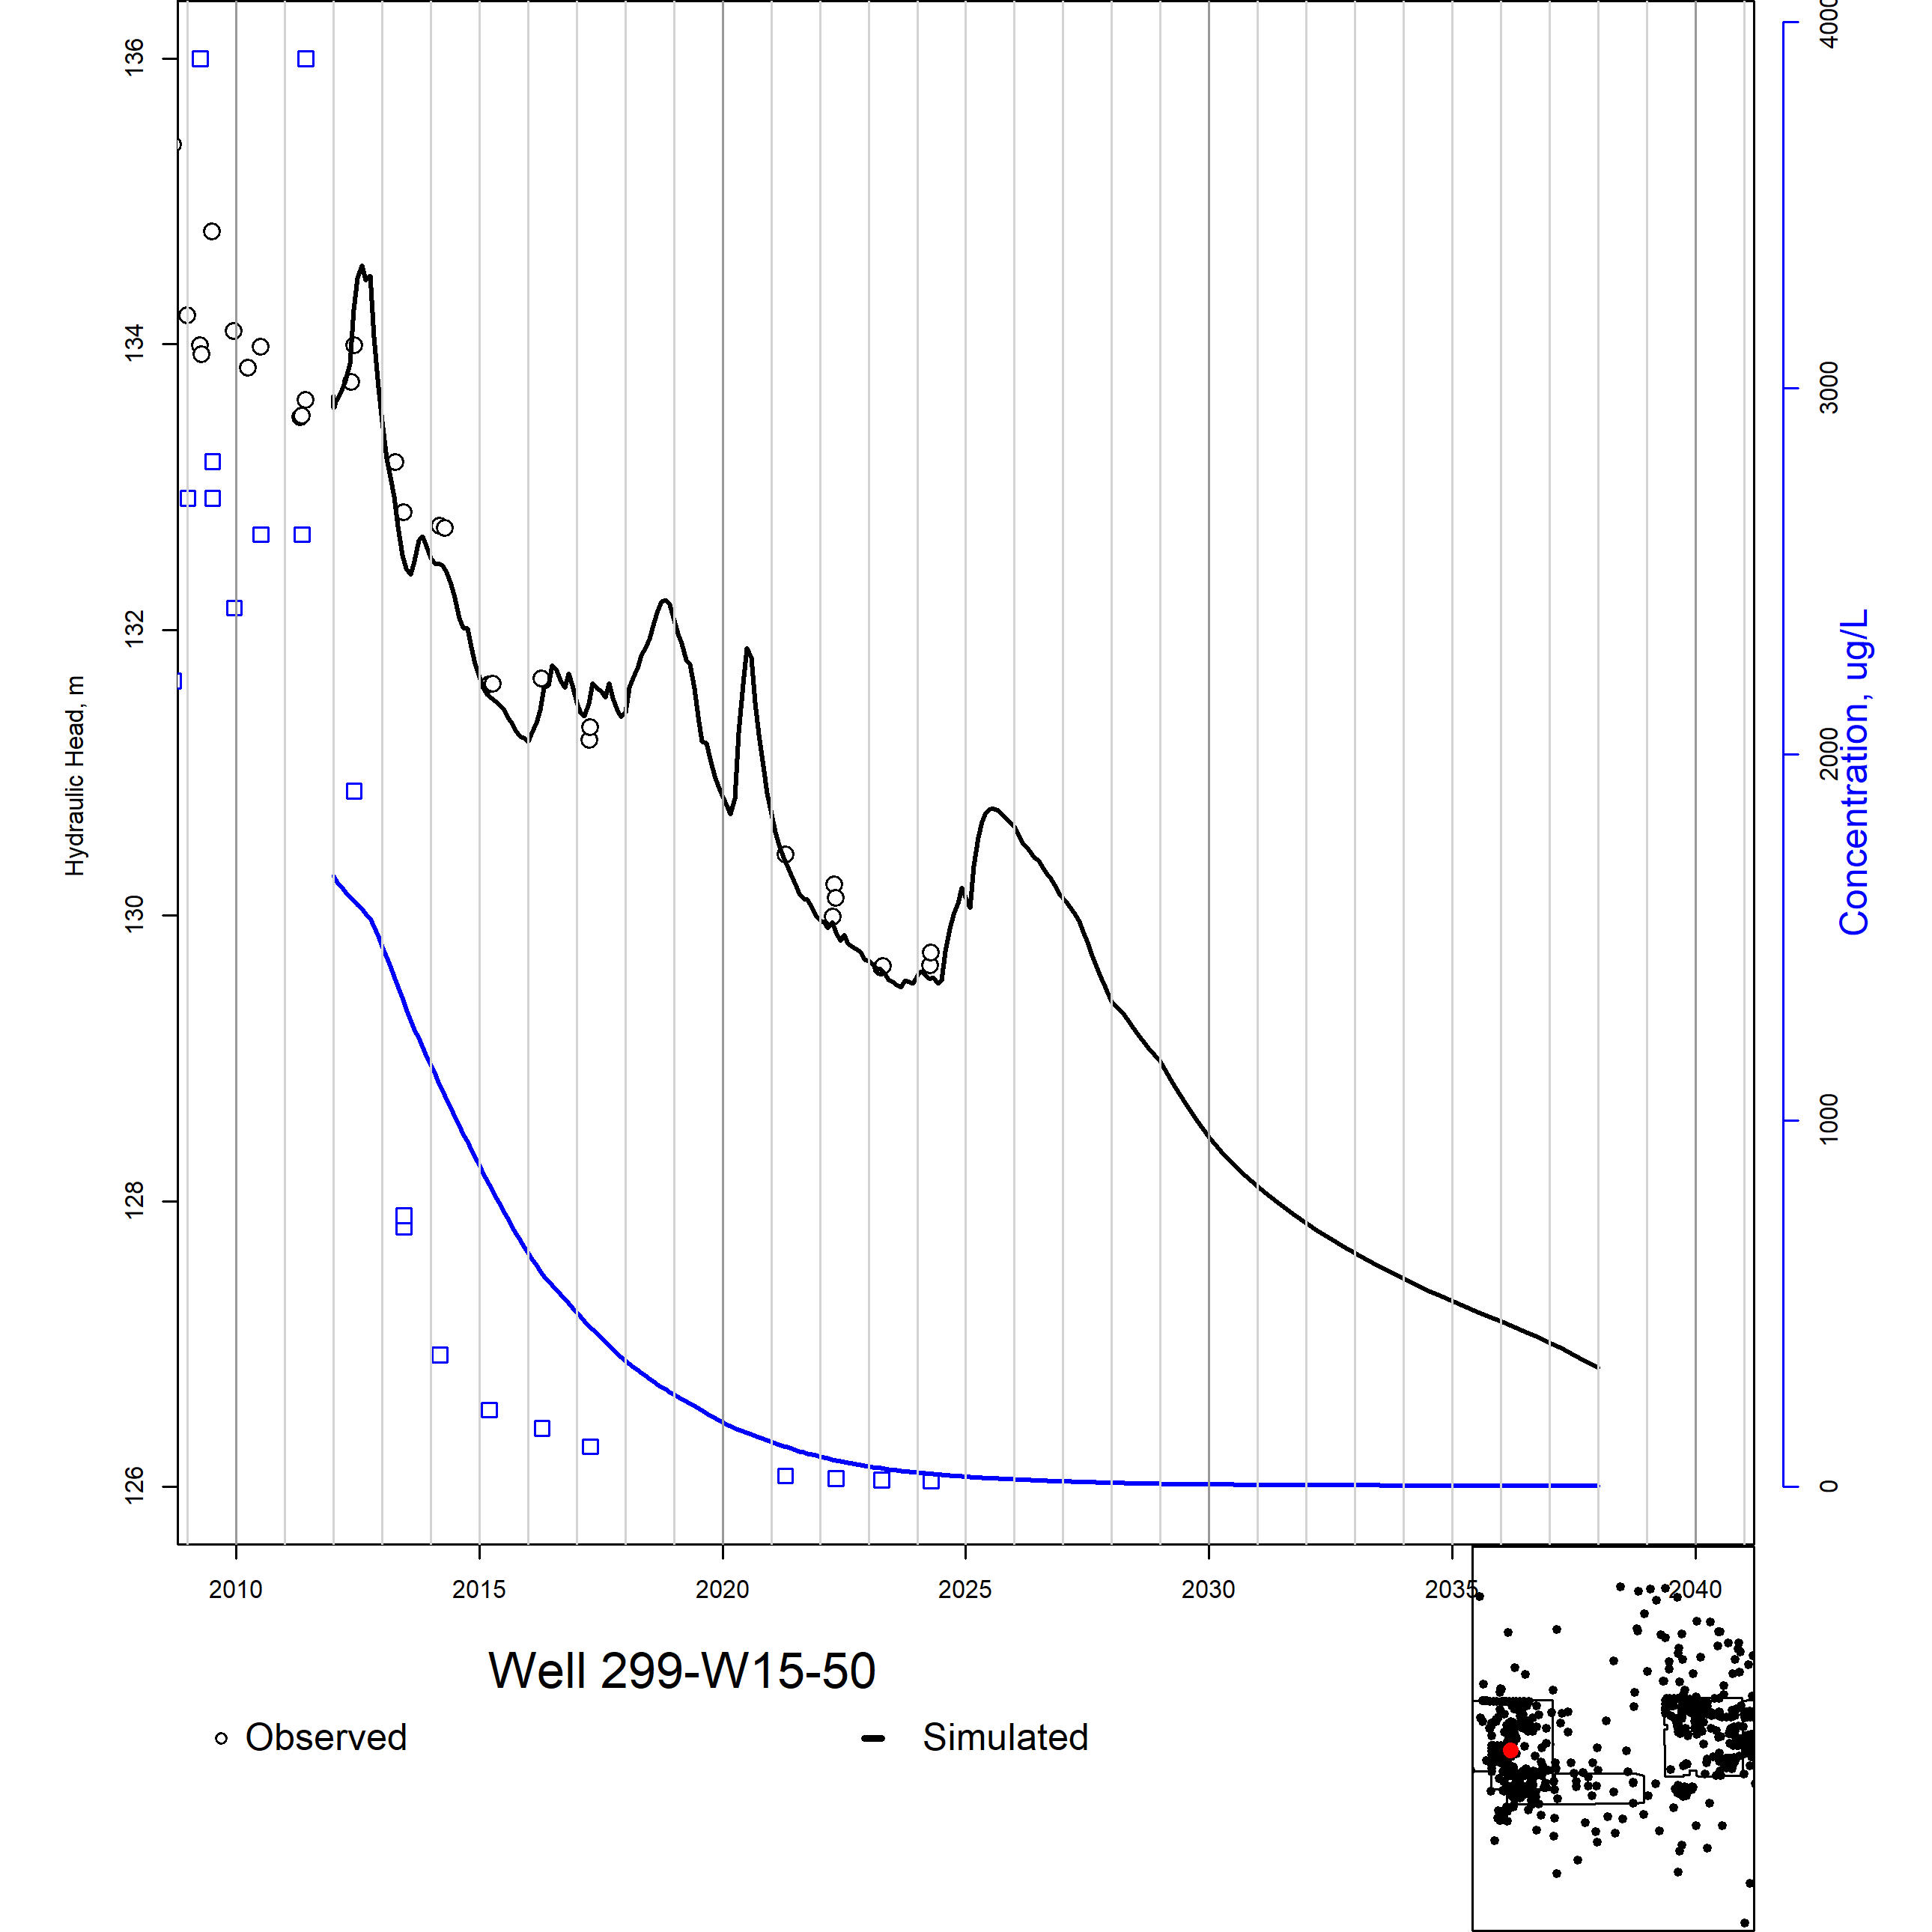 136
134
132
130
128
126
Hydraulic Head, m
4000
3000
2000
1000
0
Concentration, ug/L
2010 2015 2020 2025 2030 2035 2040
Well 299-W15-50
Observed Simulated